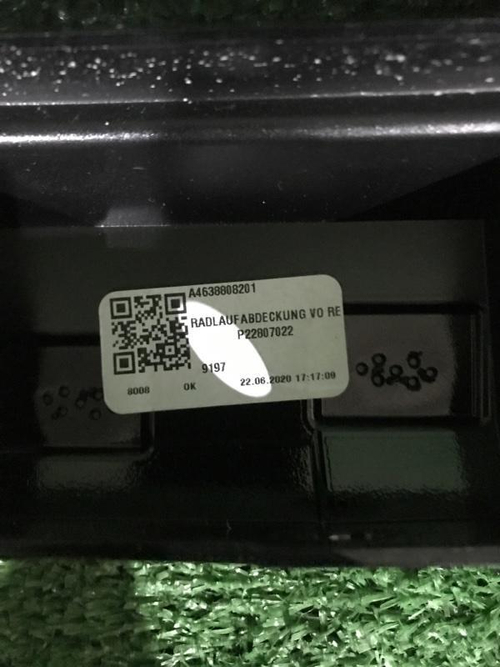 A4638808201
RADLAUFABDECKUNG VO RE
P22807022
9197
8008 OK 22.06.2020 17:17:09